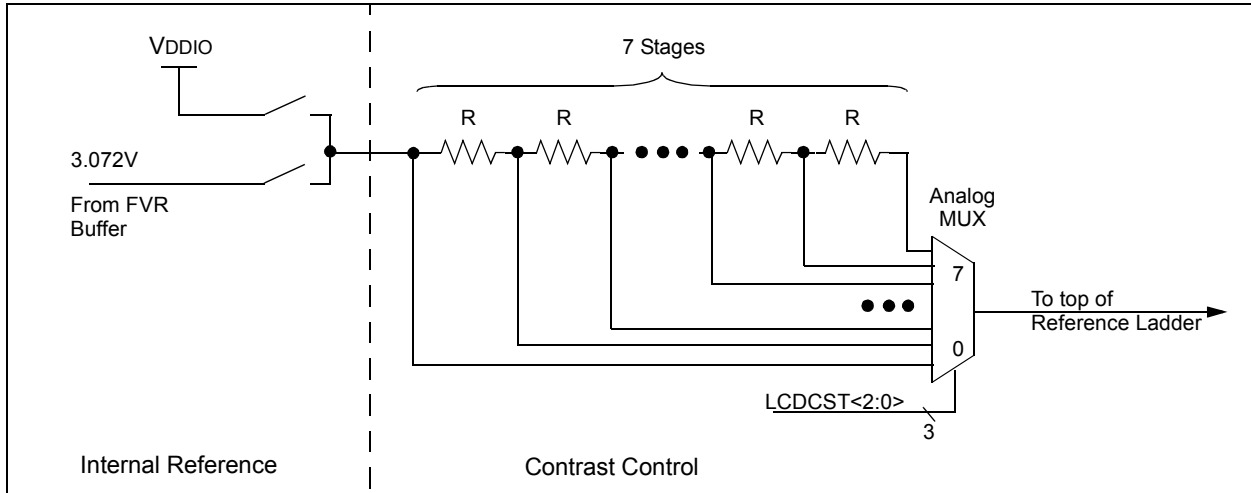 VDDIO
7 Stages
R
R
R
R
3.072V
From FVR
Buffer
Analog
MUX
7
0
To top of
Reference Ladder
LCDCST<2:0>
3
Internal Reference
Contrast Control